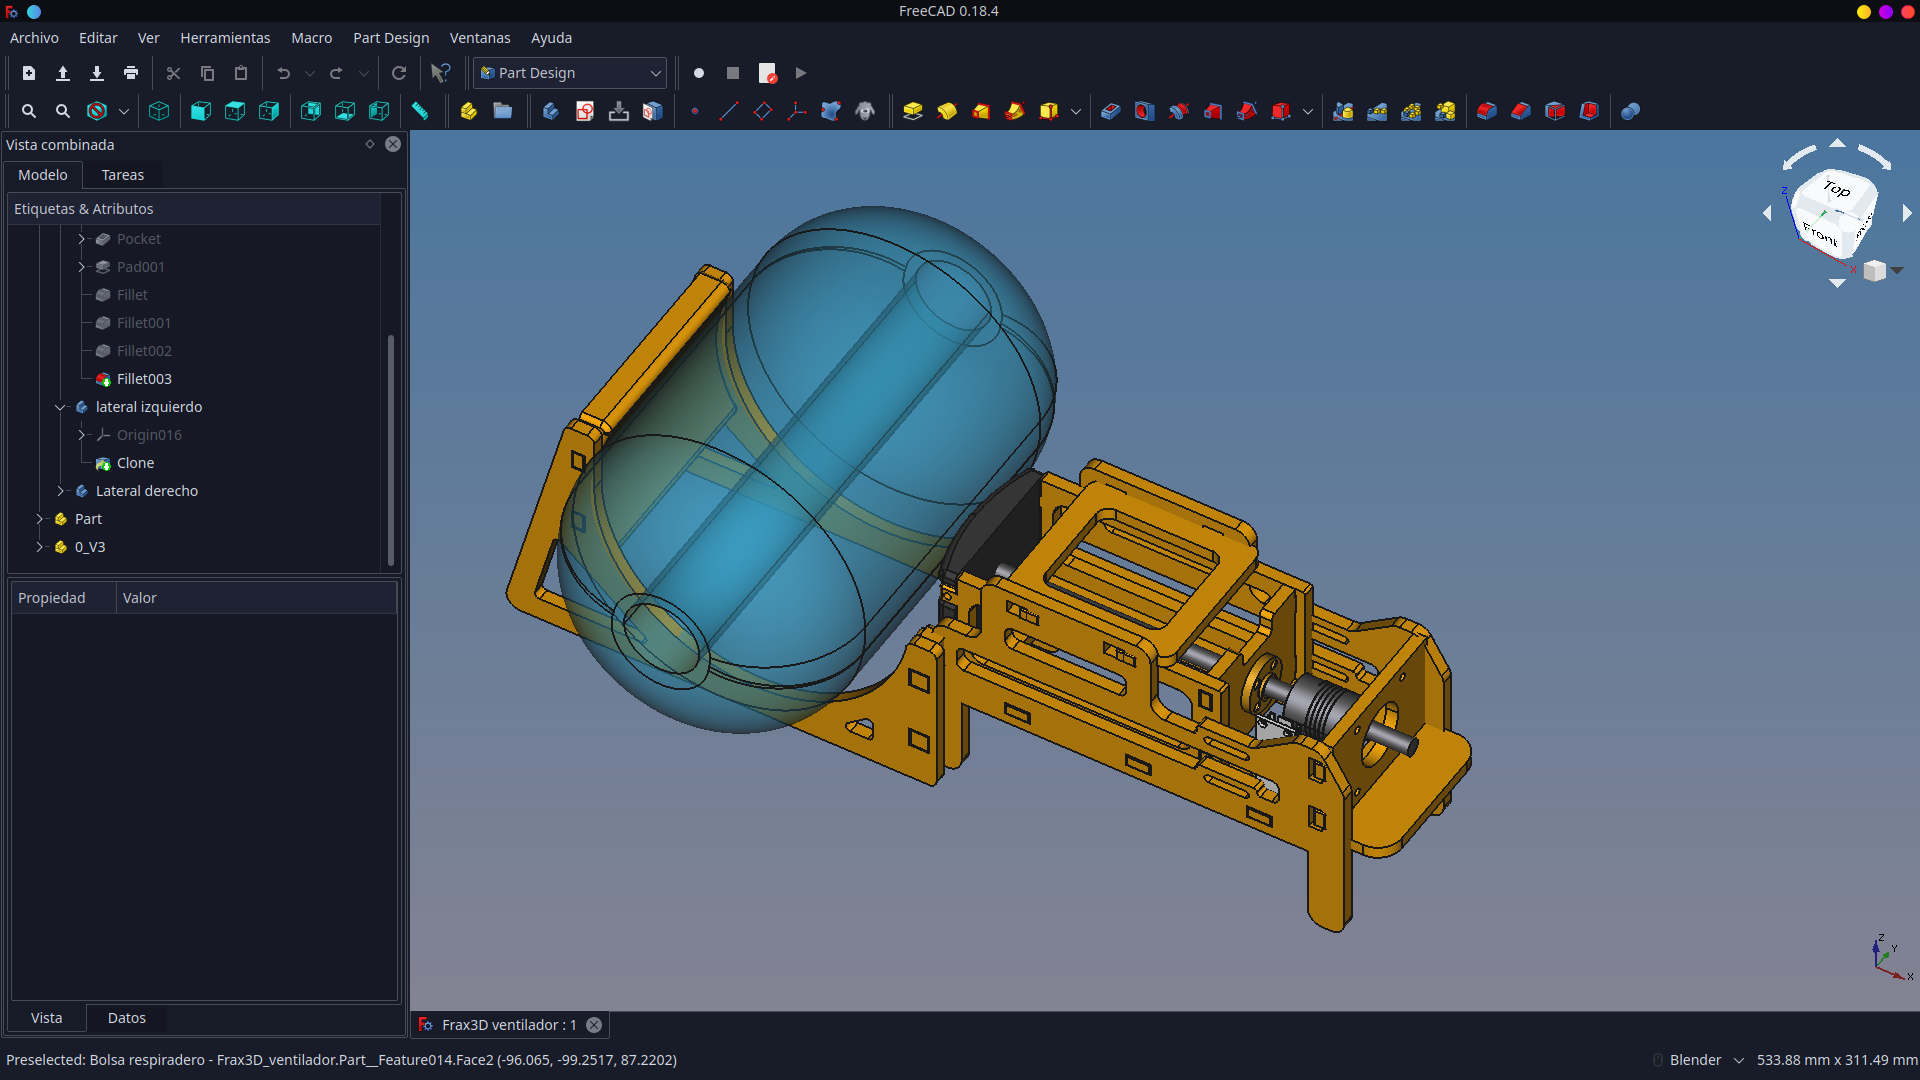 FreeCAD 0.18.4
Archivo Editar Ver Herramientas Macro Part Design Ventanas Ayuda
Part Design
Vista combinada
Modelo Tareas
Etiquetas & Atributos
Pocket
Pad001
Fillet
Fillet001
Fillet002
Fillet003
lateral izquierdo
Origin016
Clone
Lateral derecho
Part
0_V3
Propiedad Valor
Vista Datos
Top
Front
Z
X
Z
Y
X
Frax3D ventilador : 1
Preselected: Bolsa respiradero - Frax3D_ventilador.Part__Feature014.Face2 (-96.065, -99.2517, 87.2202)
Blender 533.88 mm x 311.49 mm